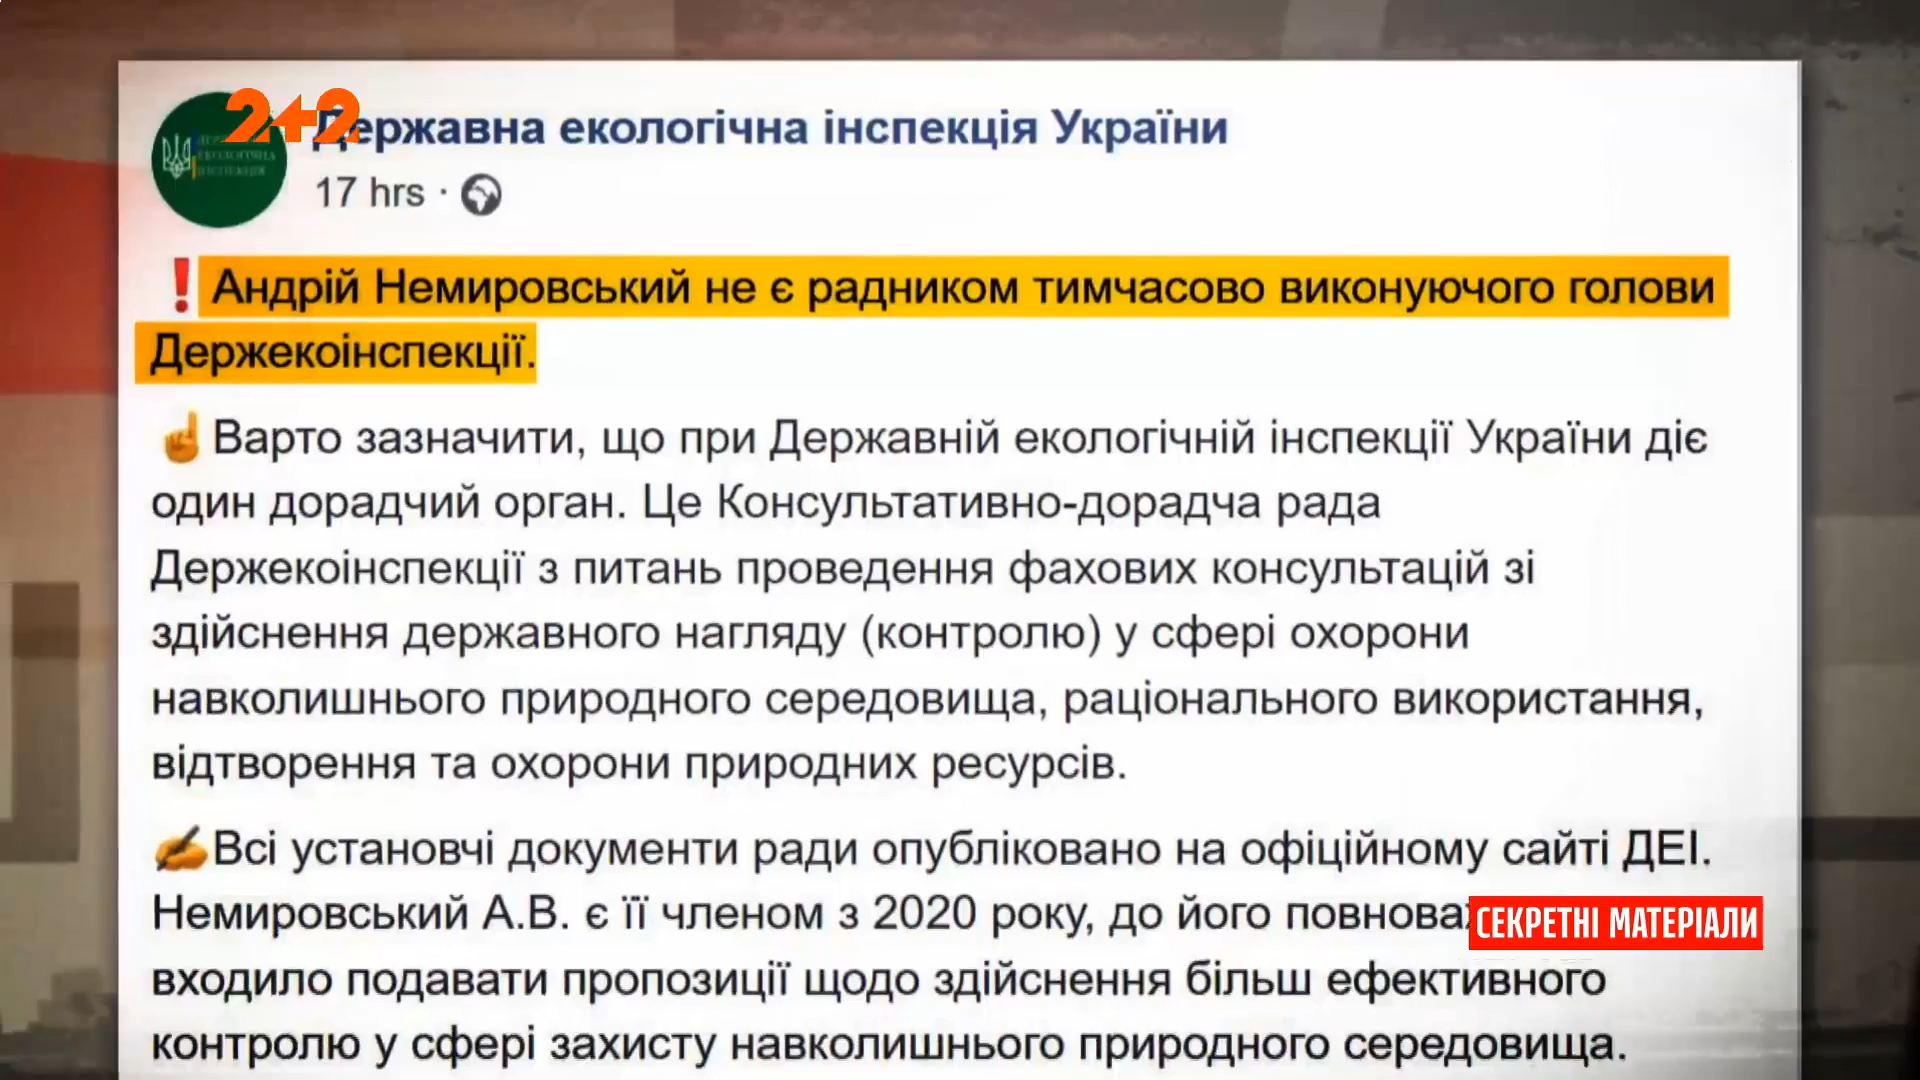 2+2
Державна екологічна інспекція України
17 hrs ·
❗Андрій Немировський не є радником тимчасово виконуючого голови
Держекоінспекції.
☝Варто зазначити, що при Державній екологічній інспекції України діє
один дорадчий орган. Це Консультативно-дорадча рада
Держекоінспекції з питань проведення фахових консультацій зі
здійснення державного нагляду (контролю) у сфері охорони
навколишнього природного середовища, раціонального використання,
відтворення та охорони природних ресурсів.
✍Всі установчі документи ради опубліковано на офіційному сайті ДЕІ.
Немировський А.В. є її членом з 2020 року, до його
СЕКРЕТНІ МАТЕРІАЛИ
входило подавати пропозиції щодо здійснення більш ефективного
контролю у сфері захисту навколишнього природного середовища.